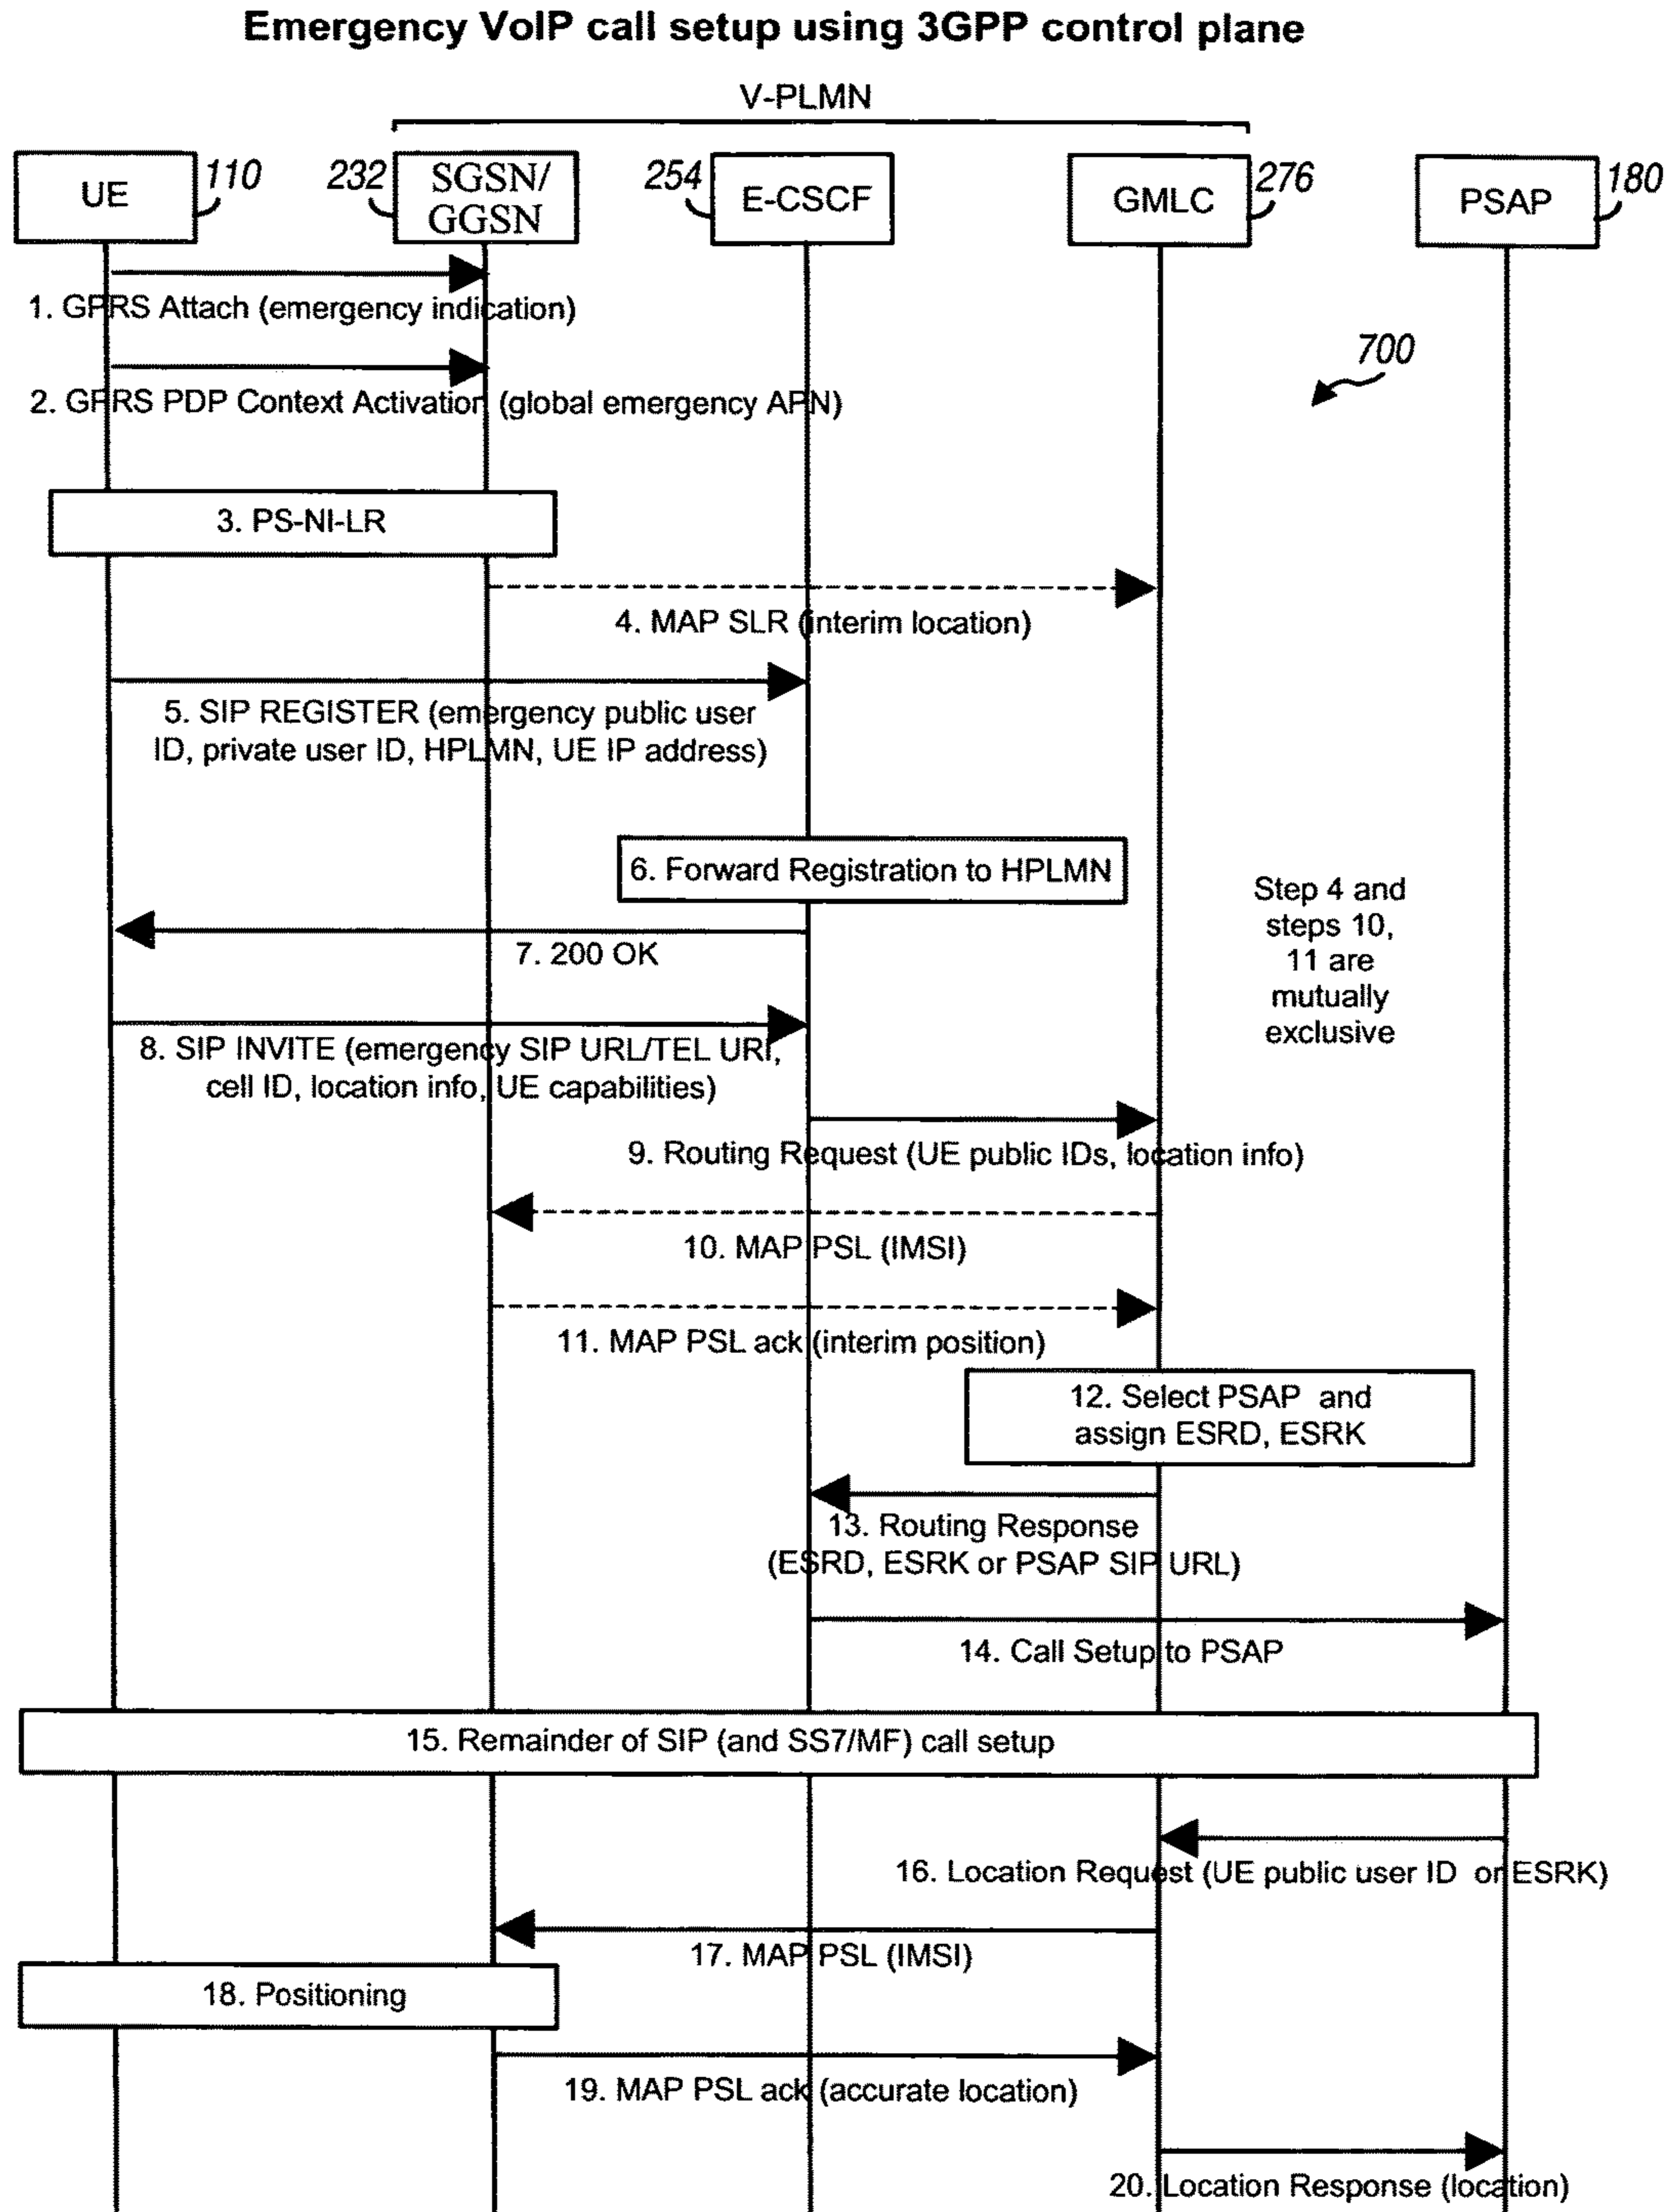 Emergency VoIP call setup using 3GPP control plane
V-PLMN
UE
110
232
SGSN/
GGSN
254
E-CSCF
GMLC
276
PSAP
180
1. GPRS Attach (emergency indication)
700
2. GPRS PDP Context Activation (global emergency APN)
3. PS-NI-LR
4. MAP SLR (interim location)
5. SIP REGISTER (emergency public user
ID, private user ID, HPLMN, UE IP address)
6. Forward Registration to HPLMN
Step 4 and
steps 10,
11 are
mutually
exclusive
7. 200 OK
8. SIP INVITE (emergency SIP URL/TEL URI,
cell ID, location info, UE capabilities)
9. Routing Request (UE public IDs, location info)
10. MAP PSL (IMSI)
11. MAP PSL ack (interim position)
12. Select PSAP and
assign ESRD, ESRK
13. Routing Response
(ESRD, ESRK or PSAP SIP URL)
14. Call Setup to PSAP
15. Remainder of SIP (and SS7/MF) call setup
16. Location Request (UE public user ID or ESRK)
17. MAP PSL (IMSI)
18. Positioning
19. MAP PSL ack (accurate location)
20. Location Response (location)